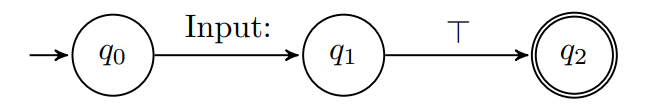 q₀ Input: q₁ ⊤ q₂